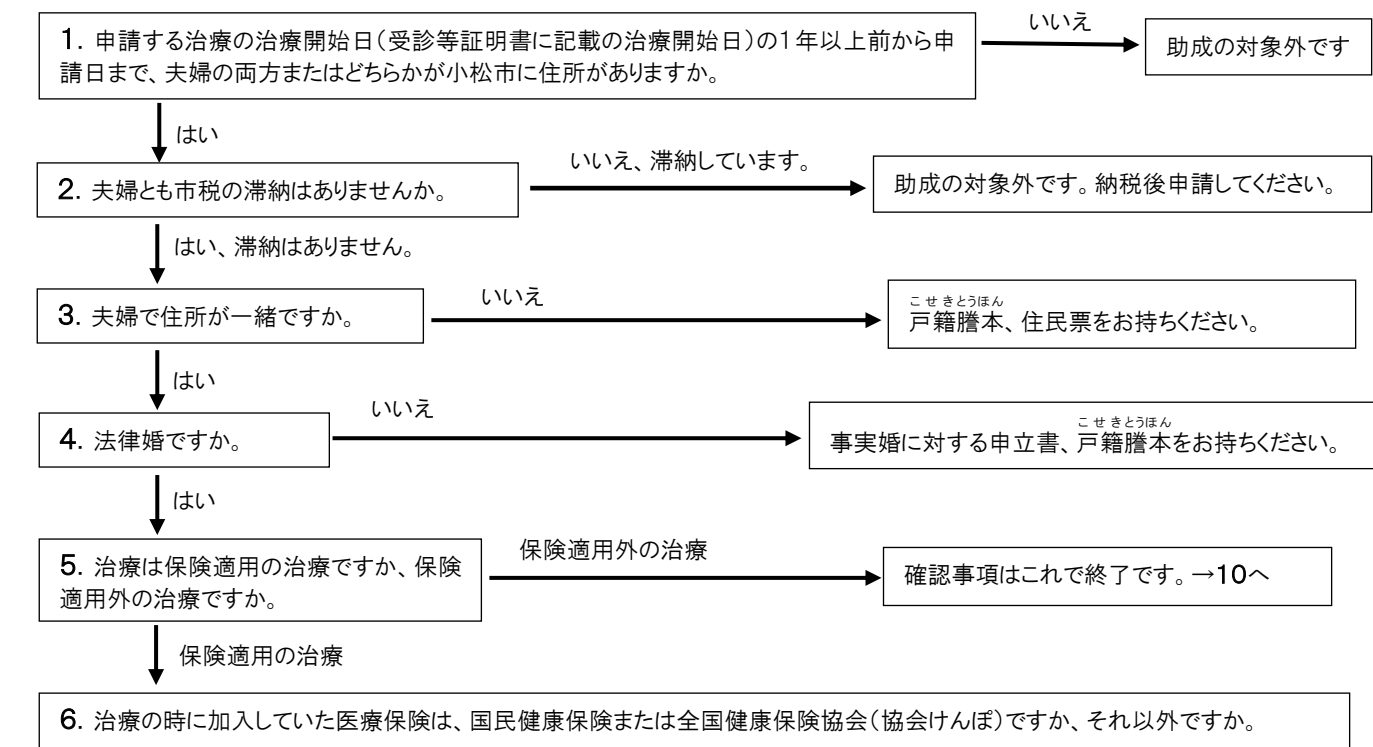 1. 申請する治療の治療開始日（受診等証明書に記載の治療開始日）の1年以上前から申
請日まで、夫婦の両方またはどちらかが小松市に住所がありますか。
いいえ
助成の対象外です
はい
2. 夫婦とも市税の滞納はありませんか。
いいえ、滞納しています。
助成の対象外です。納税後申請してください。
はい、滞納はありません。
3. 夫婦で住所が一緒ですか。
いいえ
こせきとうほん
戸籍謄本、住民票をお持ちください。
はい
4. 法律婚ですか。
いいえ
こせきとうほん
事実婚に対する申立書、戸籍謄本をお持ちください。
はい
5. 治療は保険適用の治療ですか、保険
適用外の治療ですか。
保険適用外の治療
確認事項はこれで終了です。→10へ
保険適用の治療
6. 治療の時に加入していた医療保険は、国民健康保険または全国健康保険協会（協会けんぽ）ですか、それ以外ですか。